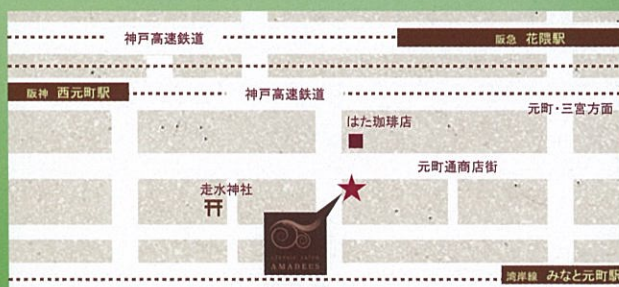 神戸高速鉄道
阪急 花隈駅
阪神 西元町駅
神戸高速鉄道
元町・三宮方面
はた珈琲店
元町通商店街
走水神社
AMADEUS
湾岸線 みなと元町駅